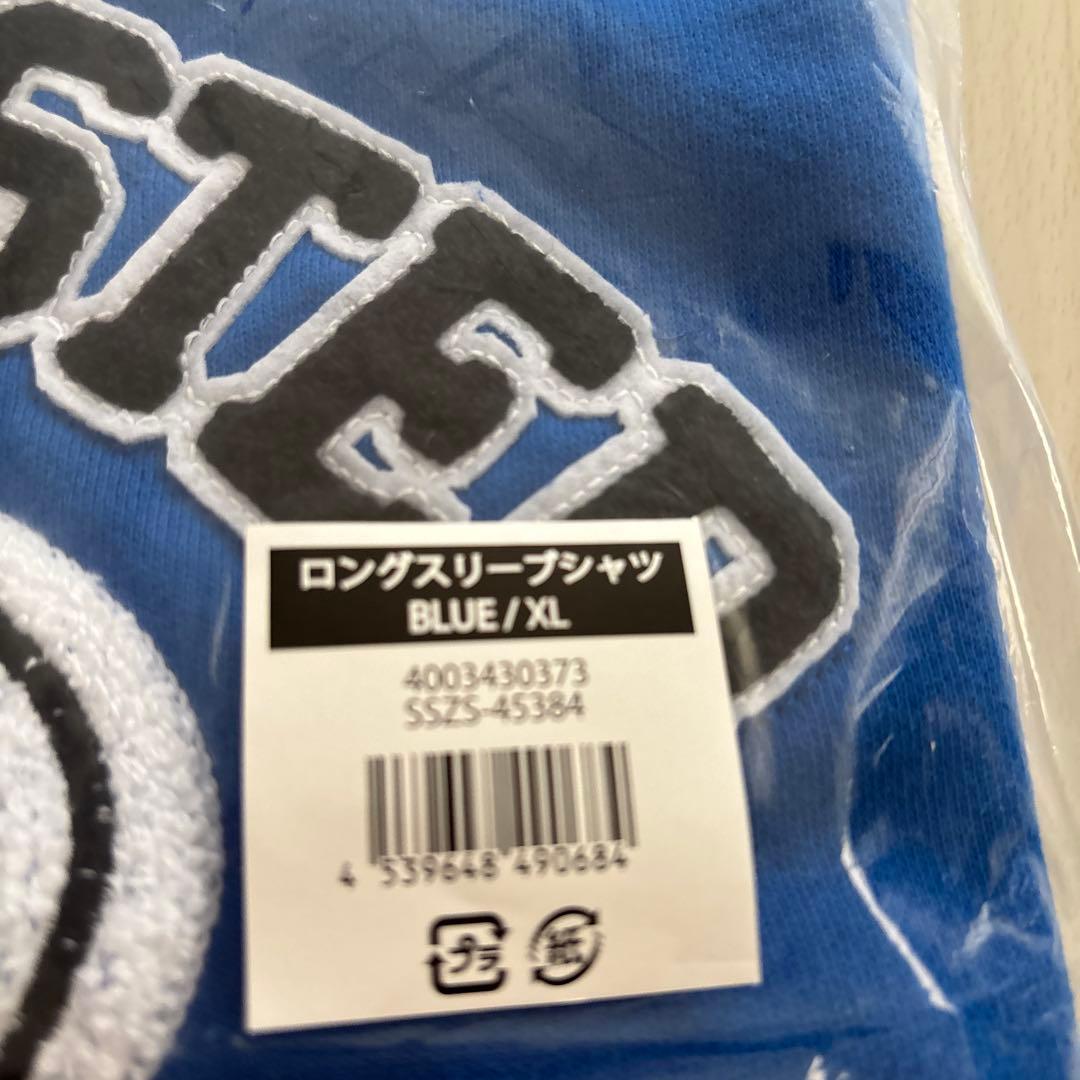 STER
ロングスリーブシャツ
BLUE / XL
4003430373
SSZS-45384
4 539648 490684
プラ
紙